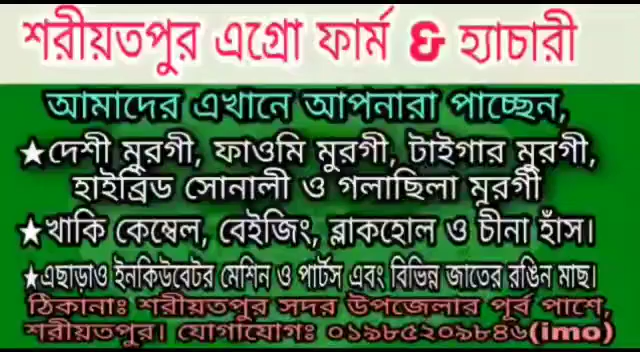 শরীয়তপুর এগ্রো ফার্ম & হ্যাচারী
আমাদের এখানে আপনারা পাচ্ছেন,
★দেশী মুরগী, ফাওমি মুরগী, টাইগার মুরগী,
হাইব্রিড সোনালী ও গলাছিলা মুরগী
★খাকি কেম্বেল, বেইজিং, ব্লাকহোল ও চীনা হাঁস।
★এছাড়াও ইনকিউবেটর মেশিন ও পার্টস এবং বিভিন্ন জাতের রঙিন মাছ।
ঠিকানাঃ শরীয়তপুর সদর উপজেলার পূর্ব পাশে,
শরীয়তপুর। যোগাযোগঃ ০১৯৮৫২০৯৮৪৬(imo)